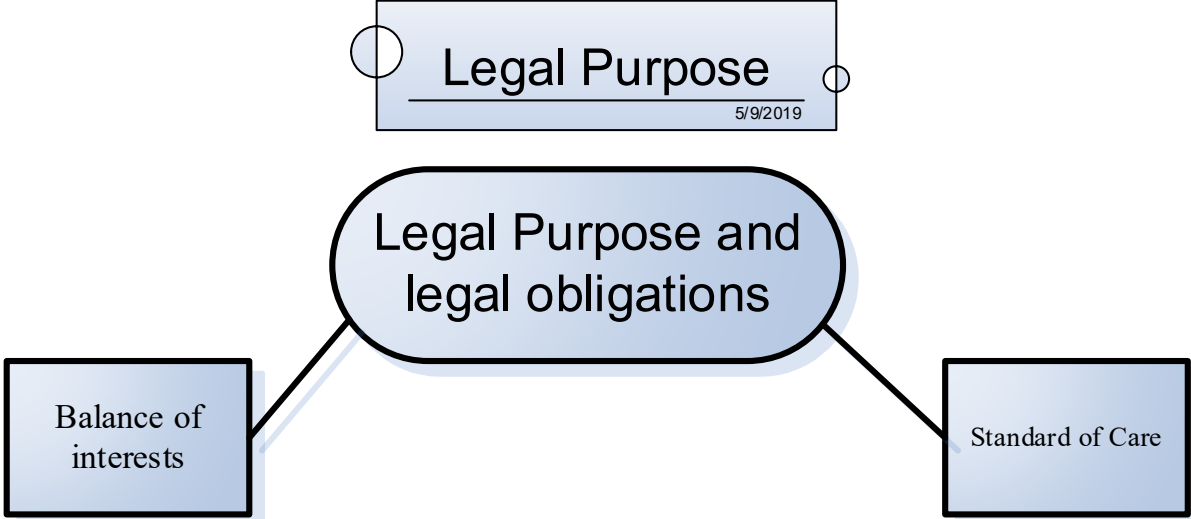 Legal Purpose
5/9/2019
Legal Purpose and
legal obligations
Balance of
interests
Standard of Care